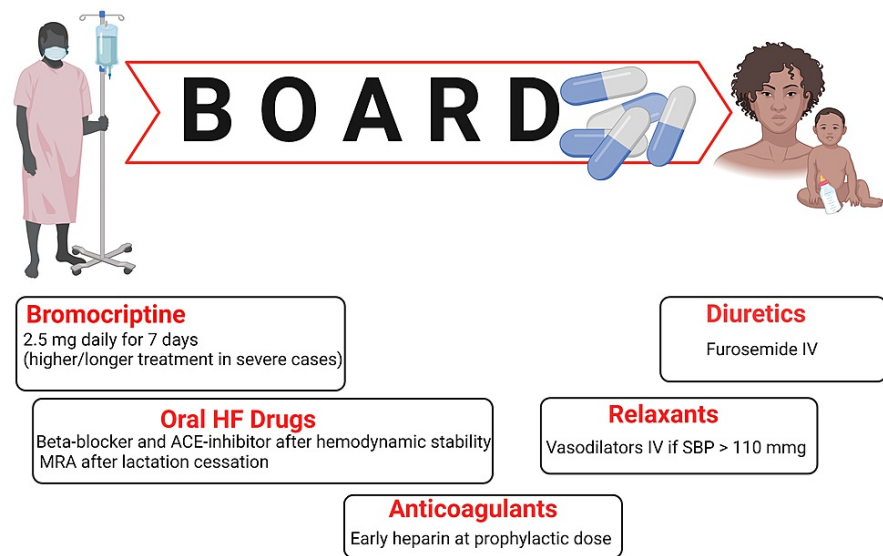 BOARD
Bromocriptine
2.5 mg daily for 7 days
(higher/longer treatment in severe cases)
Diuretics
Furosemide IV
Oral HF Drugs
Beta-blocker and ACE-inhibitor after hemodynamic stability
MRA after lactation cessation
Relaxants
Vasodilators IV if SBP > 110 mmg
Anticoagulants
Early heparin at prophylactic dose